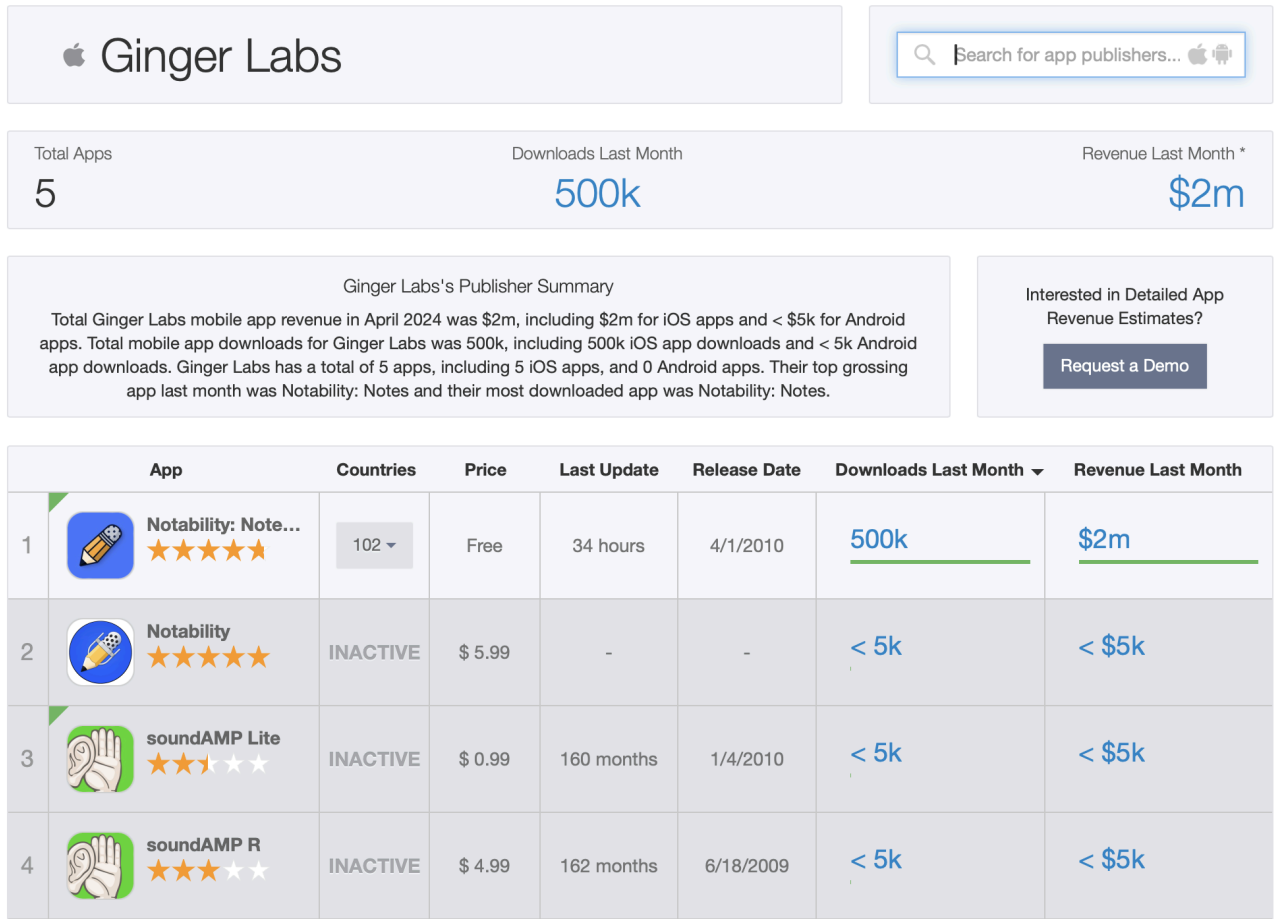 Ginger Labs
Search for app publishers...
Total Apps
5
Downloads Last Month
500k
Revenue Last Month *
$2m
Ginger Labs's Publisher Summary
Total Ginger Labs mobile app revenue in April 2024 was $2m, including $2m for iOS apps and < $5k for Android
apps. Total mobile app downloads for Ginger Labs was 500k, including 500k iOS app downloads and < 5k Android
app downloads. Ginger Labs has a total of 5 apps, including 5 iOS apps, and 0 Android apps. Their top grossing
app last month was Notability: Notes and their most downloaded app was Notability: Notes.
Interested in Detailed App
Revenue Estimates?
Request a Demo
App Countries Price Last Update Release Date Downloads Last Month Revenue Last Month
1 Notability: Note... 102 Free 34 hours 4/1/2010 500k $2m
2 Notability INACTIVE $ 5.99 - - < 5k < $5k
3 soundAMP Lite INACTIVE $ 0.99 160 months 1/4/2010 < 5k < $5k
4 soundAMP R INACTIVE $ 4.99 162 months 6/18/2009 < 5k < $5k